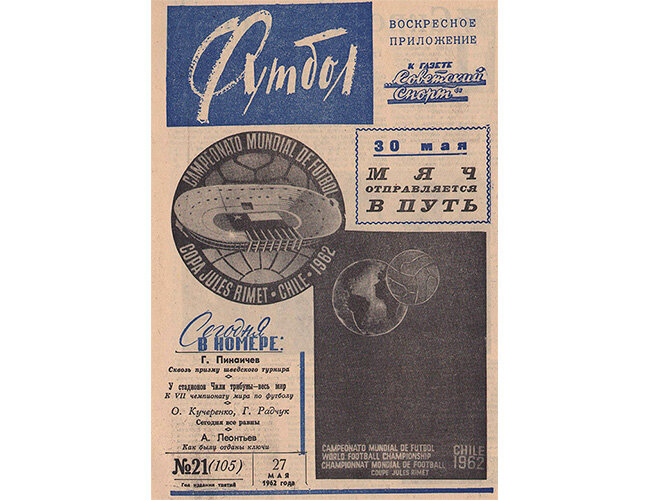 Футбол
ВОСКРЕСНОЕ
ПРИЛОЖЕНИЕ
К ГАЗЕТЕ
„Советский
Спорт"
30 мая
МЯЧ
ОТПРАВЛЯЕТСЯ
В ПУТЬ
CAMPEONATO MUNDIAL DE FUTBOL
COPA JULES RIMET • CHILE • 1962
Сегодня
В НОМЕРЕ:
Г. Пинаичев
Сквозь призму шведского турнира
У стадионов Чили трибуны—весь мир
К VII чемпионату мира по футболу
О. Кучеренко, Г. Радчук
Сегодня все равны
А. Леонтьев
Как были отданы ключи
№21(105)
Год издания третий
27
МАЯ
1962 года
CAMPEONATO MUNDIAL DE FUTBOL
WORLD FOOTBALL CHAMPIONSHIP
CHAMPIONNAT MONDIAL DE FOOTBALL
COUPE JULES RIMET
CHILE
1962